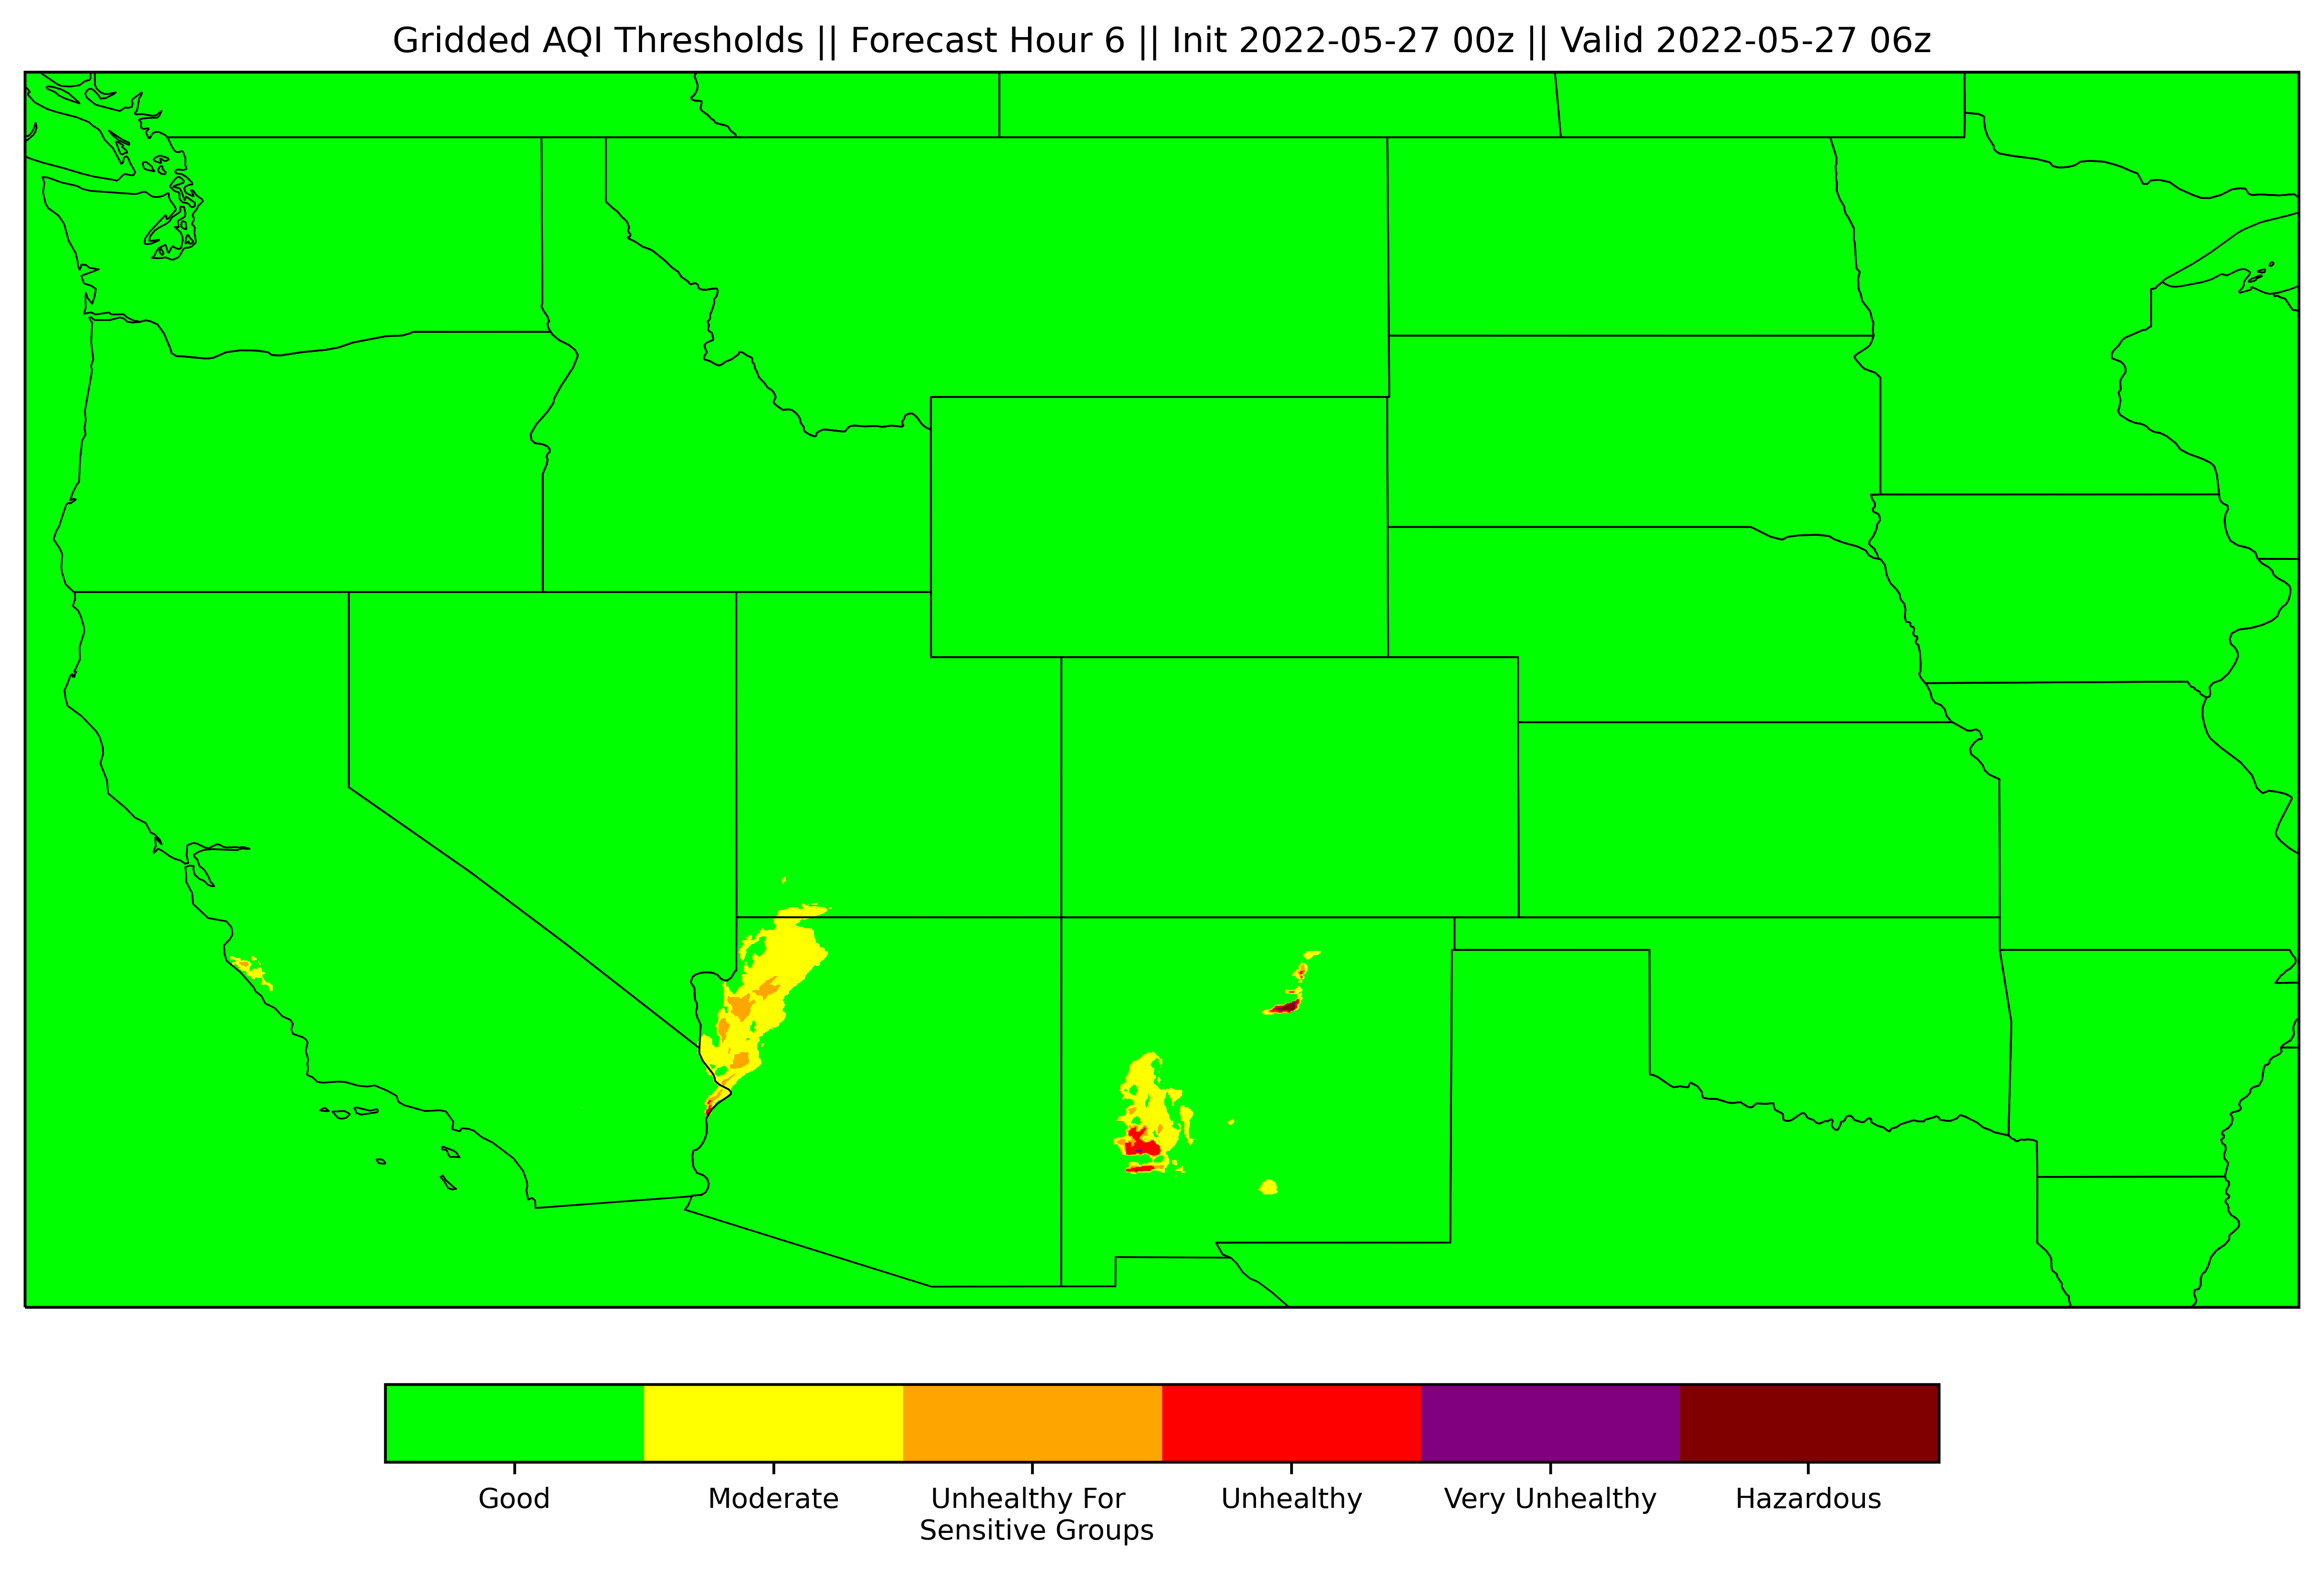 Gridded AQI Thresholds || Forecast Hour 6 || Init 2022-05-27 00z || Valid 2022-05-27 06z
Good
Moderate
Unhealthy For
Sensitive Groups
Unhealthy
Very Unhealthy
Hazardous